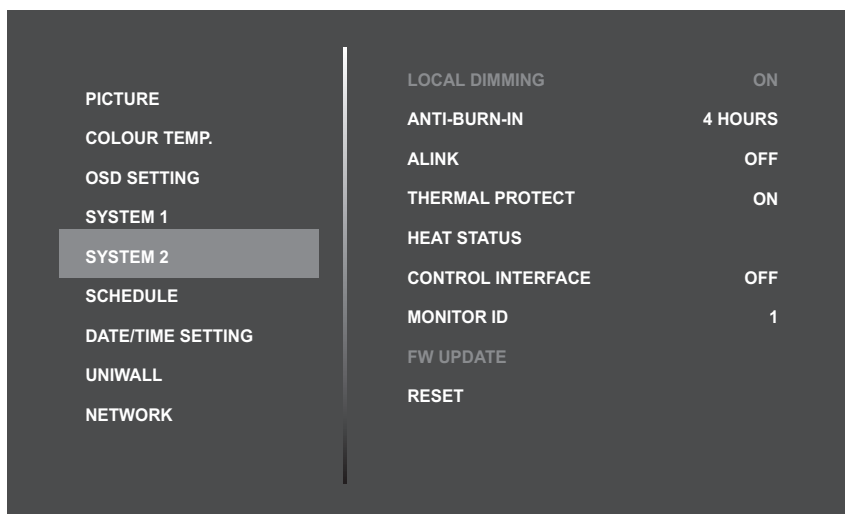 PICTURE
COLOUR TEMP.
OSD SETTING
SYSTEM 1
SYSTEM 2
SCHEDULE
DATE/TIME SETTING
UNIWALL
NETWORK
LOCAL DIMMING ON
ANTI-BURN-IN 4 HOURS
ALINK OFF
THERMAL PROTECT ON
HEAT STATUS
CONTROL INTERFACE OFF
MONITOR ID 1
FW UPDATE
RESET